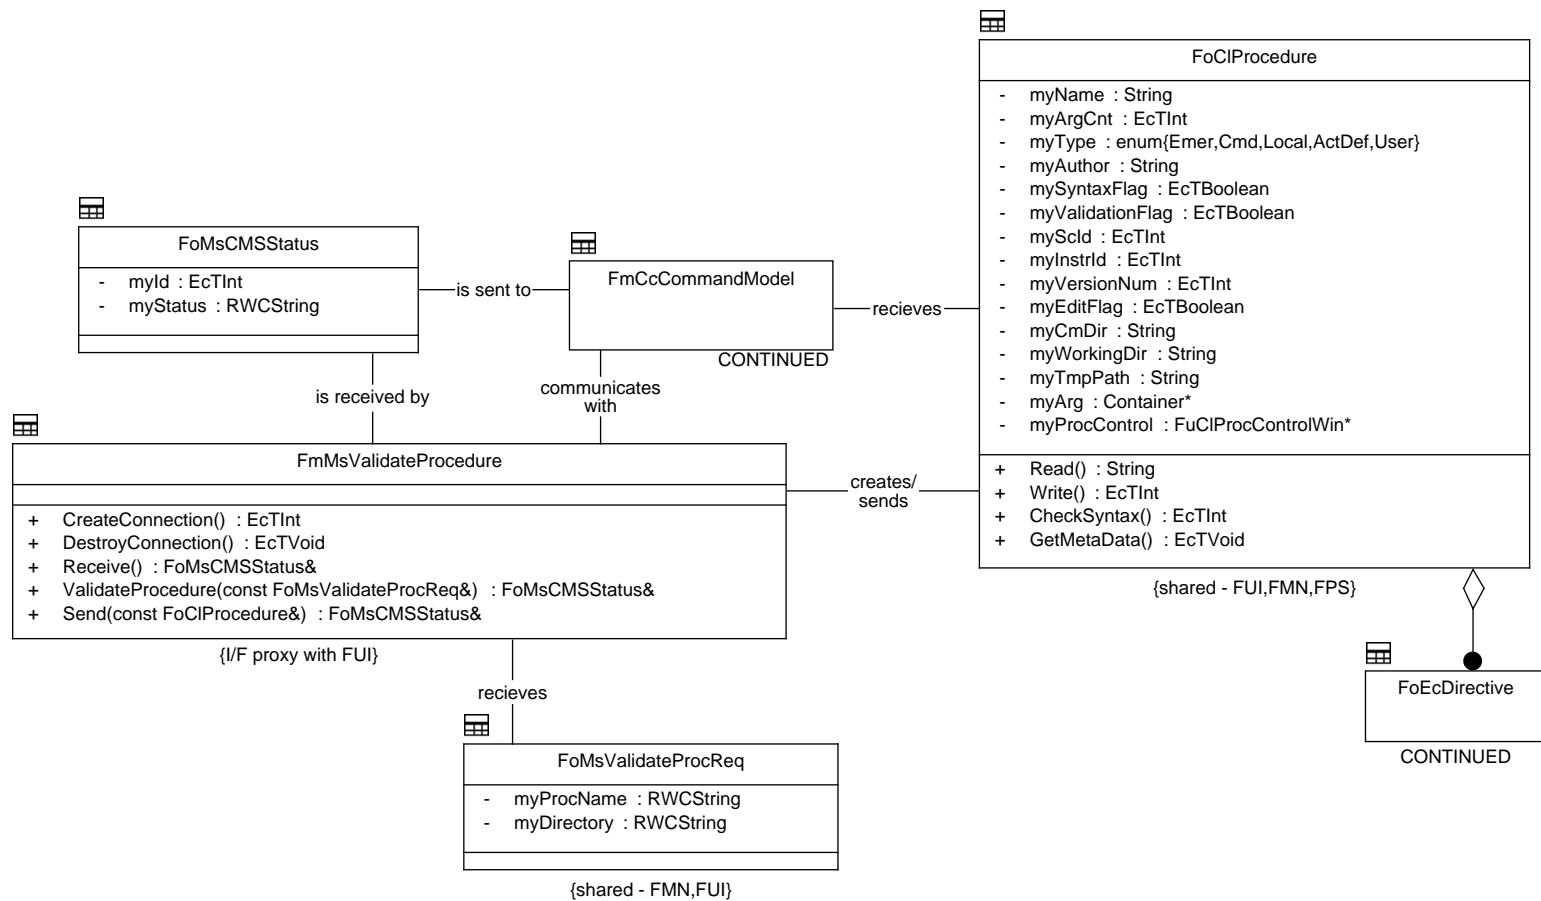 FoClProcedure
- myName : String
- myArgCnt : EcTInt
- myType : enum{Emer,Cmd,Local,ActDef,User}
- myAuthor : String
- mySyntaxFlag : EcTBoolean
- myValidationFlag : EcTBoolean
- myScId : EcTInt
- myInstrId : EcTInt
- myVersionNum : EcTInt
- myEditFlag : EcTBoolean
- myCmDir : String
- myWorkingDir : String
- myTmpPath : String
- myArg : Container*
- myProcControl : FuClProcControlWin*
+ Read() : String
+ Write() : EcTInt
+ CheckSyntax() : EcTInt
+ GetMetaData() : EcTVoid
{shared - FUI,FMN,FPS}
FoMsCMSStatus
- myId : EcTInt
- myStatus : RWCString
is sent to
FmCcCommandModel
CONTINUED
recieves
is received by
communicates
with
FmMsValidateProcedure
+ CreateConnection() : EcTInt
+ DestroyConnection() : EcTVoid
+ Receive() : FoMsCMSStatus&
+ ValidateProcedure(const FoMsValidateProcReq&) : FoMsCMSStatus&
+ Send(const FoClProcedure&) : FoMsCMSStatus&
{I/F proxy with FUI}
creates/
sends
recieves
FoEcDirective
CONTINUED
FoMsValidateProcReq
- myProcName : RWCString
- myDirectory : RWCString
{shared - FMN,FUI}